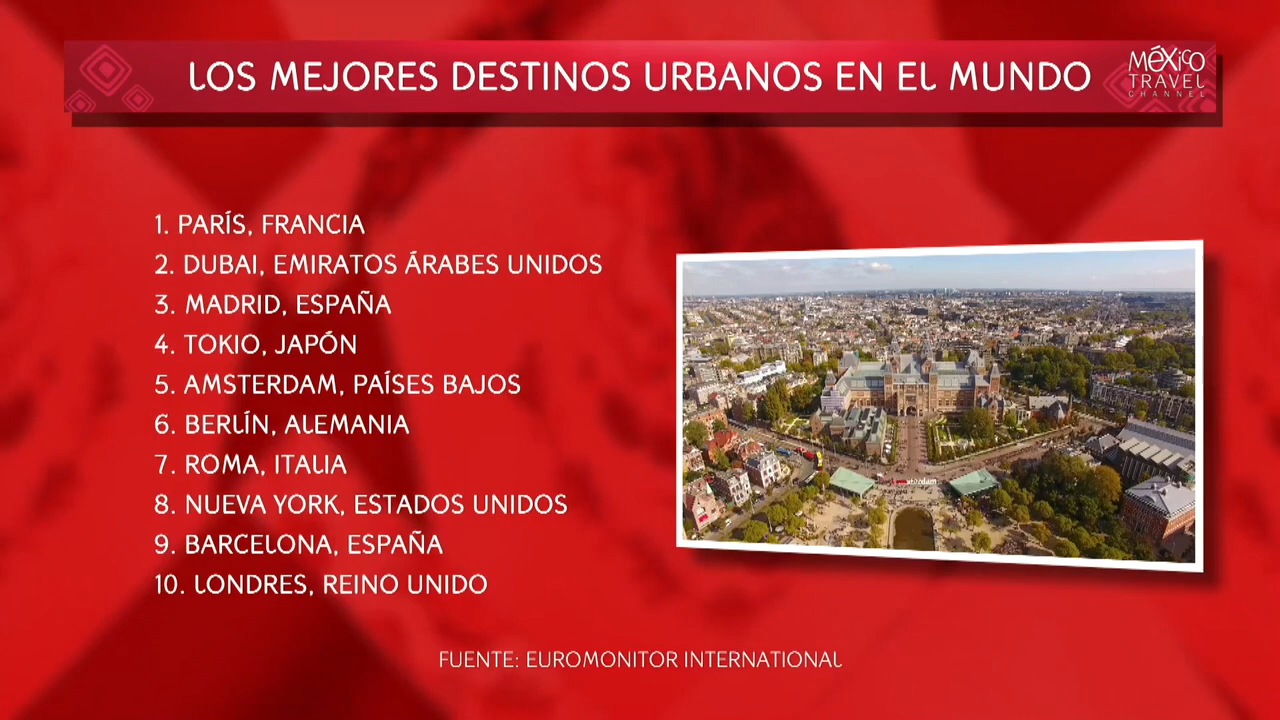 LOS MEJORES DESTINOS URBANOS EN EL MUNDO
MÉXICO
TRAVEL
CHANNEL
1. PARÍS, FRANCIA
2. DUBAI, EMIRATOS ÁRABES UNIDOS
3. MADRID, ESPAÑA
4. TOKIO, JAPÓN
5. AMSTERDAM, PAÍSES BAJOS
6. BERLÍN, ALEMANIA
7. ROMA, ITALIA
8. NUEVA YORK, ESTADOS UNIDOS
9. BARCELONA, ESPAÑA
10. LONDRES, REINO UNIDO
FUENTE: EUROMONITOR INTERNATIONAL